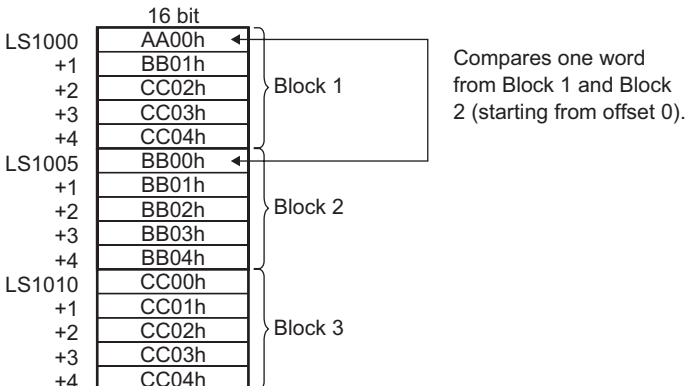 16 bit
LS1000 AA00h
+1 BB01h
+2 CC02h Block 1
+3 CC03h
+4 CC04h
LS1005 BB00h
+1 BB01h
+2 BB02h Block 2
+3 BB03h
+4 BB04h
LS1010 CC00h
+1 CC01h
+2 CC02h Block 3
+3 CC03h
+4 CC04h
Compares one word
from Block 1 and Block
2 (starting from offset 0).